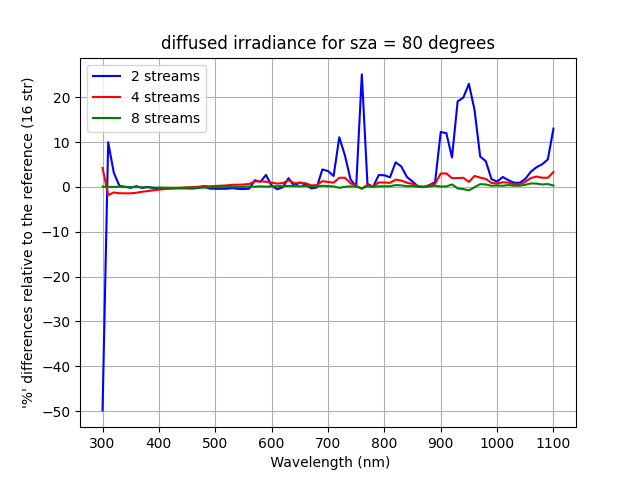 diffused irradiance for sza = 80 degrees
2 streams
4 streams
8 streams
'%' differences relative to the reference (16 str)
20
10
0
−10
−20
−30
−40
−50
300 400 500 600 700 800 900 1000 1100
Wavelength (nm)